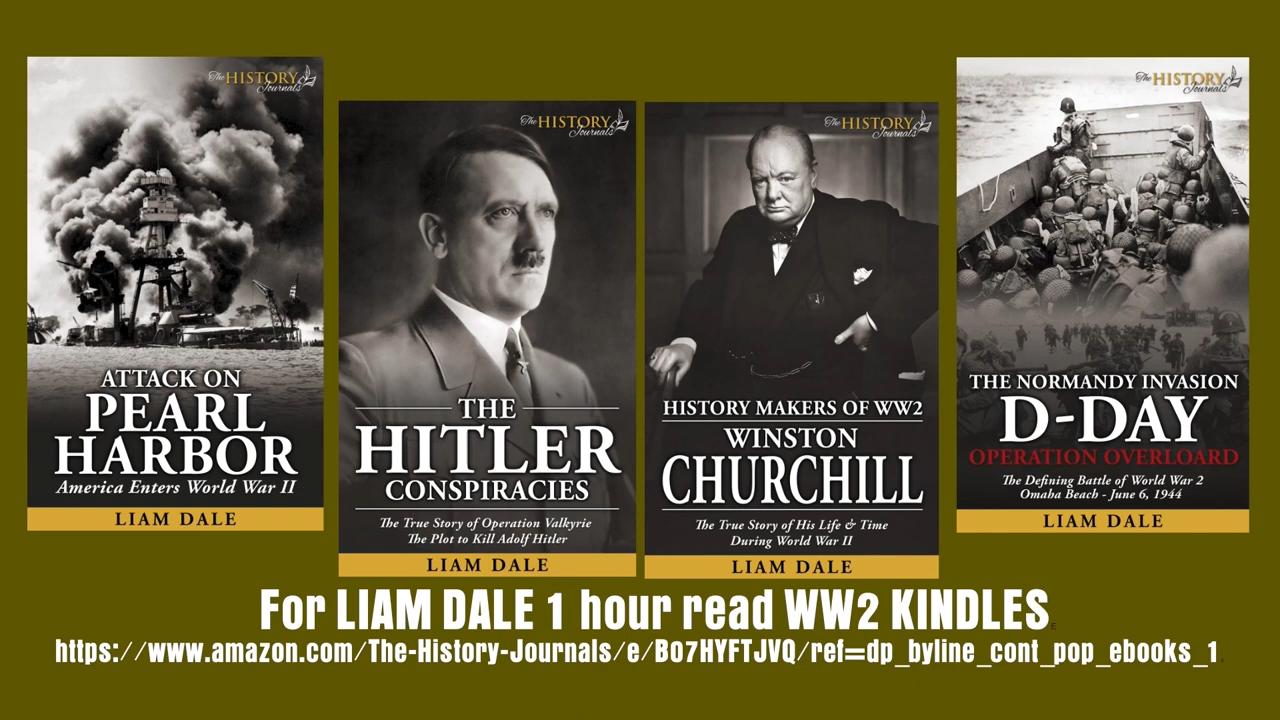 The HISTORY
Journals
ATTACK ON
PEARL
HARBOR
America Enters World War II
LIAM DALE
The HISTORY
Journals
THE
HITLER
CONSPIRACIES
The True Story of Operation Valkyrie
The Plot to Kill Adolf Hitler
LIAM DALE
The HISTORY
Journals
HISTORY MAKERS OF WW2
WINSTON
CHURCHILL
The True Story of His Life & Time
During World War II
LIAM DALE
The HISTORY
Journals
THE NORMANDY INVASION
D-DAY
OPERATION OVERLOARD
The Defining Battle of World War 2
Omaha Beach - June 6, 1944
LIAM DALE
For LIAM DALE 1 hour read WW2 KINDLES E
https://www.amazon.com/The-History-Journals/e/B07HYFTJVQ/ref=dp_byline_cont_pop_ebooks_1